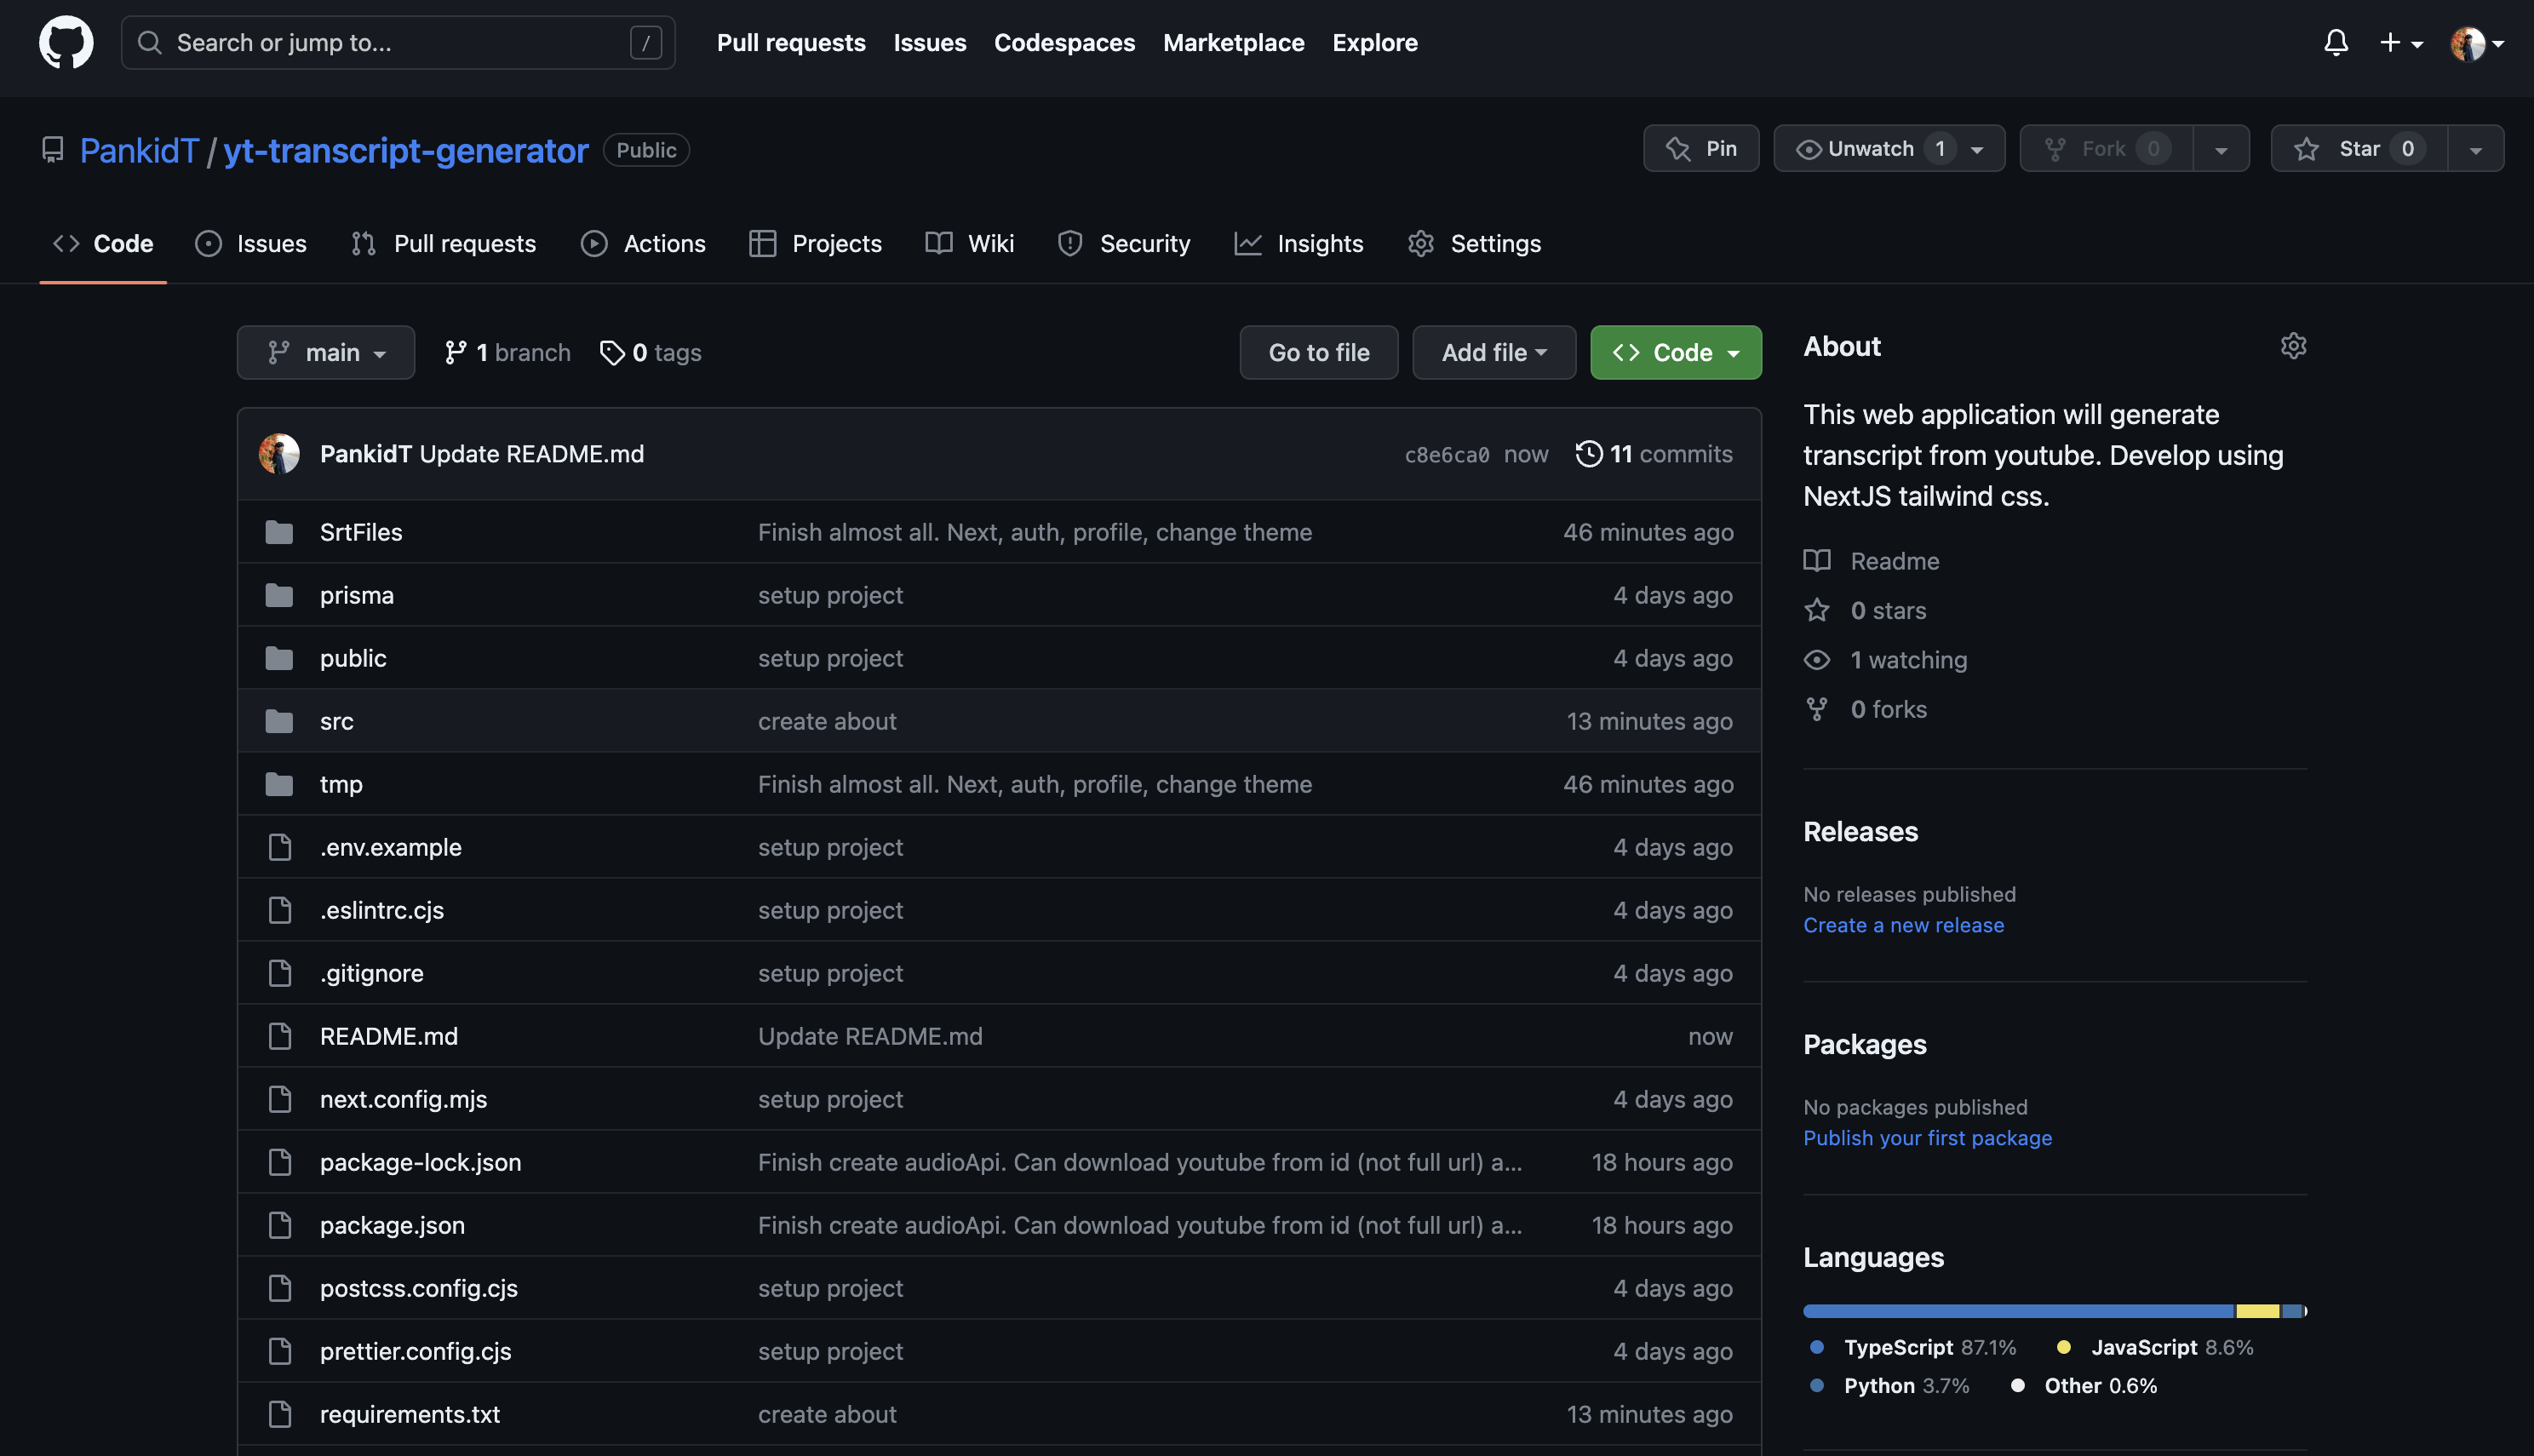 Search or jump to... /
Pull requests Issues Codespaces Marketplace Explore
PankidT / yt-transcript-generator Public
Pin Unwatch 1 Fork 0 Star 0
Code Issues Pull requests Actions Projects Wiki Security Insights Settings
main 1 branch 0 tags Go to file Add file Code
PankidT Update README.md c8e6ca0 now 11 commits
SrtFiles Finish almost all. Next, auth, profile, change theme 46 minutes ago
prisma setup project 4 days ago
public setup project 4 days ago
src create about 13 minutes ago
tmp Finish almost all. Next, auth, profile, change theme 46 minutes ago
.env.example setup project 4 days ago
.eslintrc.cjs setup project 4 days ago
.gitignore setup project 4 days ago
README.md Update README.md now
next.config.mjs setup project 4 days ago
package-lock.json Finish create audioApi. Can download youtube from id (not full url) a... 18 hours ago
package.json Finish create audioApi. Can download youtube from id (not full url) a... 18 hours ago
postcss.config.cjs setup project 4 days ago
prettier.config.cjs setup project 4 days ago
requirements.txt create about 13 minutes ago
About
This web application will generate
transcript from youtube. Develop using
NextJS tailwind css.
Readme
0 stars
1 watching
0 forks
Releases
No releases published
Create a new release
Packages
No packages published
Publish your first package
Languages
TypeScript 87.1% JavaScript 8.6%
Python 3.7% Other 0.6%